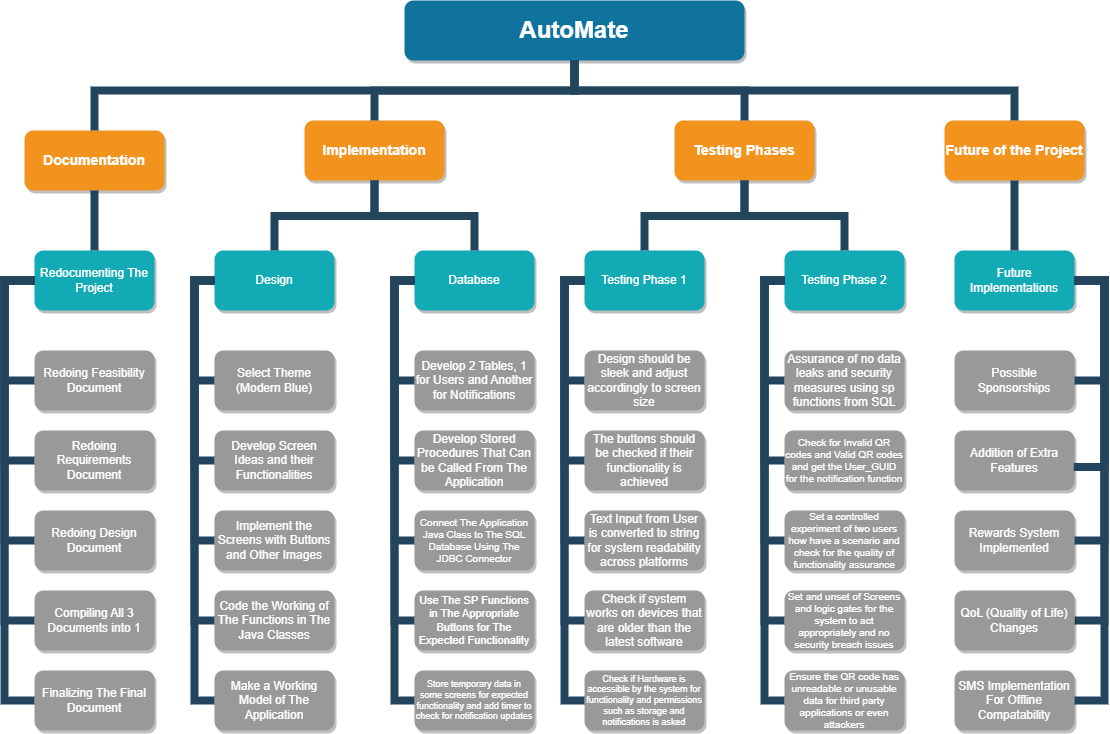 AutoMate
Documentation
Implementation
Testing Phases
Future of the Project
Redocumenting The
Project
Design
Database
Testing Phase 1
Testing Phase 2
Future
Implementations
Redoing Feasibility
Document
Select Theme
(Modern Blue)
Develop 2 Tables, 1
for Users and Another
for Notifications
Design should be
sleek and adjust
accordingly to screen
size
Assurance of no data
leaks and security
measures using sp
functions from SQL
Possible
Sponsorships
Redoing
Requirements
Document
Develop Screen
Ideas and their
Functionalities
Develop Stored
Procedures That Can
be Called From The
Application
The buttons should
be checked if their
functionality is
achieved
Check for Invalid QR
codes and Valid QR codes
and get the User_GUID
for the notification function
Addition of Extra
Features
Redoing Design
Document
Implement the
Screens with Buttons
and Other Images
Connect The Application
Java Class to The SQL
Database Using The
JDBC Connector
Text Input from User
is converted to string
for system readability
across platforms
Set a controlled
experiment of two users
how have a scenario and
check for the quality of
functionality assurance
Rewards System
Implemented
Compiling All 3
Documents into 1
Code the Working of
The Functions in The
Java Classes
Use The SP Functions
in The Appropriate
Buttons for The
Expected Functionality
Check if system
works on devices that
are older than the
latest software
Set and unset of Screens
and logic gates for the
system to act
appropriately and no
security breach issues
QoL (Quality of Life)
Changes
Finalizing The Final
Document
Make a Working
Model of The
Application
Store temporary data in
some screens for expected
functionality and add timer to
check for notification updates
Check if Hardware is
accessible by the system for
functionality and permissions
such as storage and
notifications is asked
Ensure the QR code has
unreadable or unusable
data for third party
applications or even
attackers
SMS Implementation
For Offline
Compatability